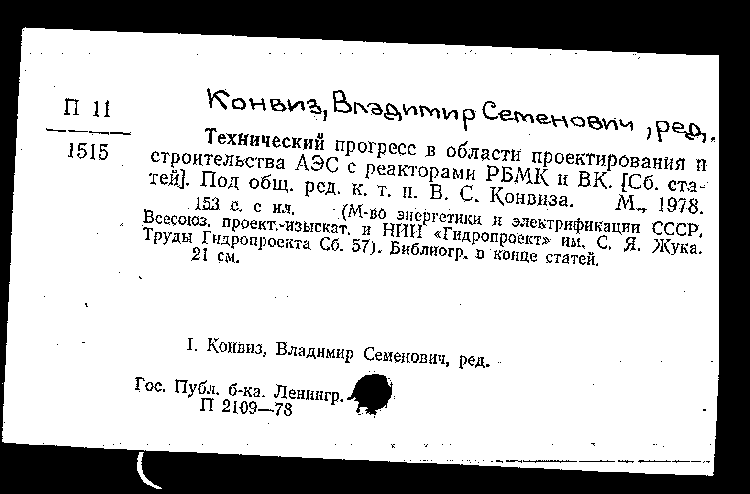 Конвиз, Владимир Семенович, ред.
П 11
1515
Технический прогресс в области проектирования и
строительства АЭС с реакторами РБМК и ВК. [Сб. ста-
тей]. Под общ. ред. к. т. н. В. С. Конвиза. М., 1978.
153 с. с ил. (М-во энергетики и электрификации СССР.
Всесоюз. проект.-изыскат. и НИИ «Гидропроект» им. С. Я. Жука.
Труды Гидропроекта Сб. 57). Библиогр. в конце статей.
21 см.
I. Конвиз, Владимир Семенович, ред.
Гос. Публ. б-ка. Ленингр.
П 2109—78